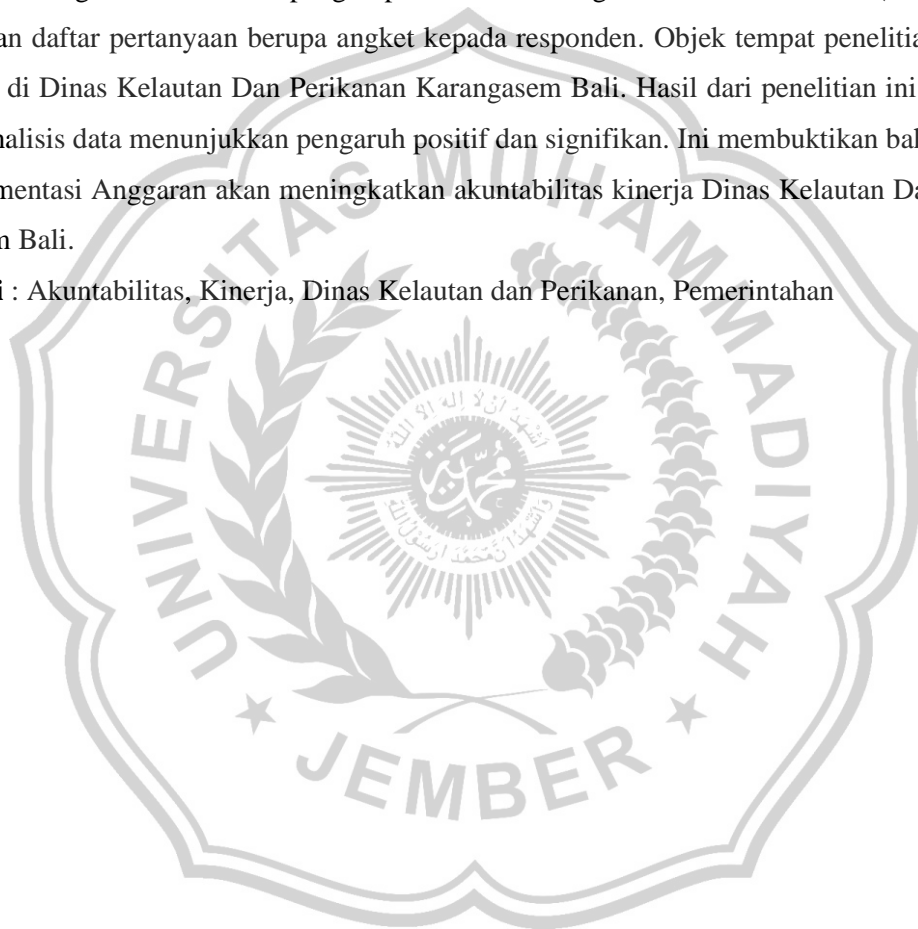 an daftar pertanyaan berupa angket kepada responden. Objek tempat penelitia
di Dinas Kelautan Dan Perikanan Karangasem Bali. Hasil dari penelitian ini
nalisis data menunjukkan pengaruh positif dan signifikan. Ini membuktikan bal
mentasi Anggaran akan meningkatkan akuntabilitas kinerja Dinas Kelautan Da
n Bali.
i : Akuntabilitas, Kinerja, Dinas Kelautan dan Perikanan, Pemerintahan
UNIVERSITAS MUHAMMADIYAH
JEMBER